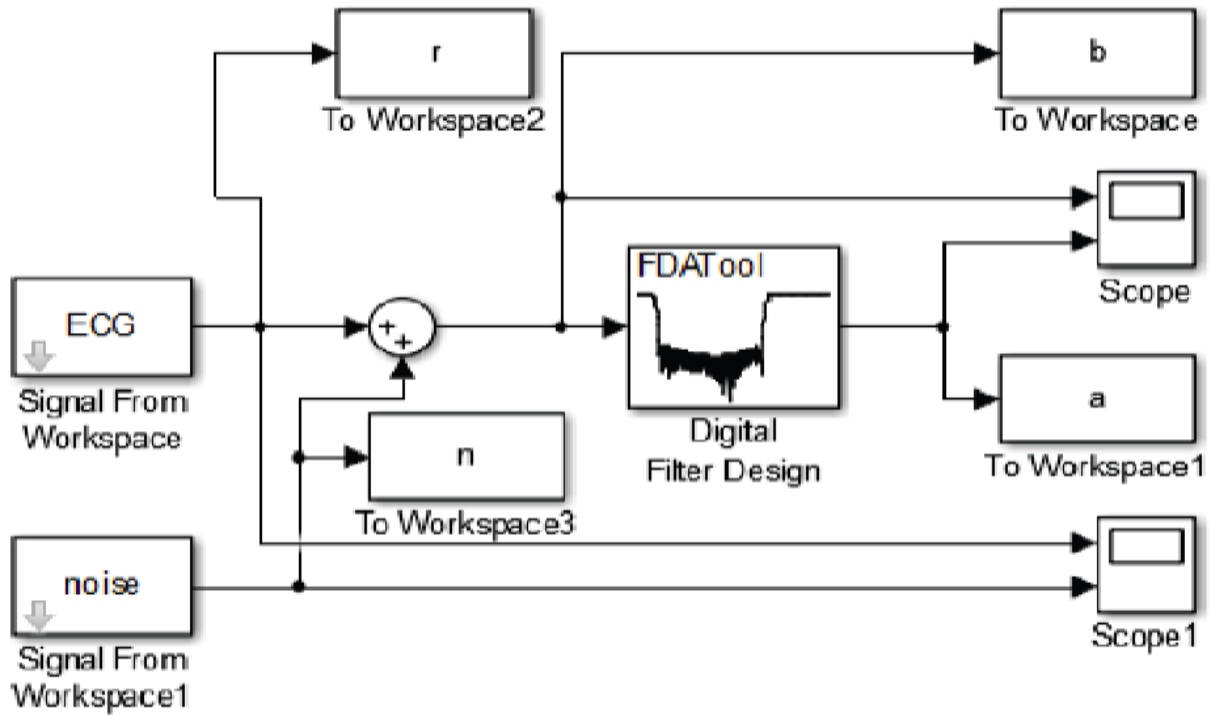 r
To Workspace2
b
To Workspace
ECG
Signal From
Workspace
+
+
FDATool
Digital
Filter Design
Scope
a
To Workspace1
n
To Workspace3
noise
Signal From
Workspace1
Scope1